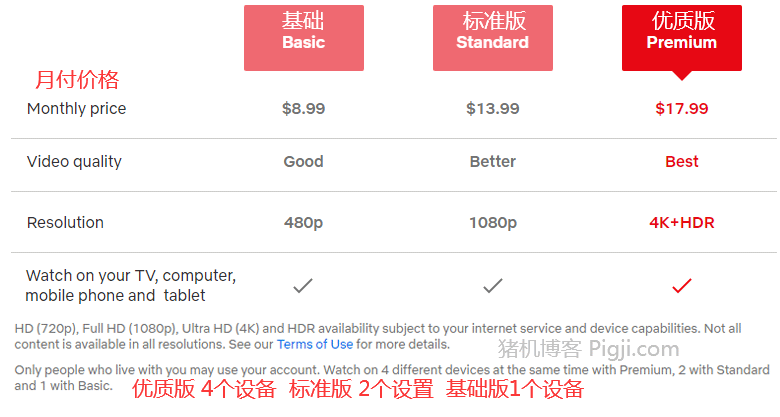 基础 标准版 优质版
Basic Standard Premium
月付价格
Monthly price $8.99 $13.99 $17.99
Video quality Good Better Best
Resolution 480p 1080p 4K+HDR
Watch on your TV, computer,
mobile phone and tablet
HD (720p), Full HD (1080p), Ultra HD (4K) and HDR availability subject to your internet service and device capabilities. Not all
content is available in all resolutions. See our Terms of Use for more details.
猪机博客 Pigji.com
Only people who live with you may use your account. Watch on 4 different devices at the same time with Premium, 2 with Standard
and 1 with Basic.
优质版 4个设备 标准版 2个设置 基础版1个设备